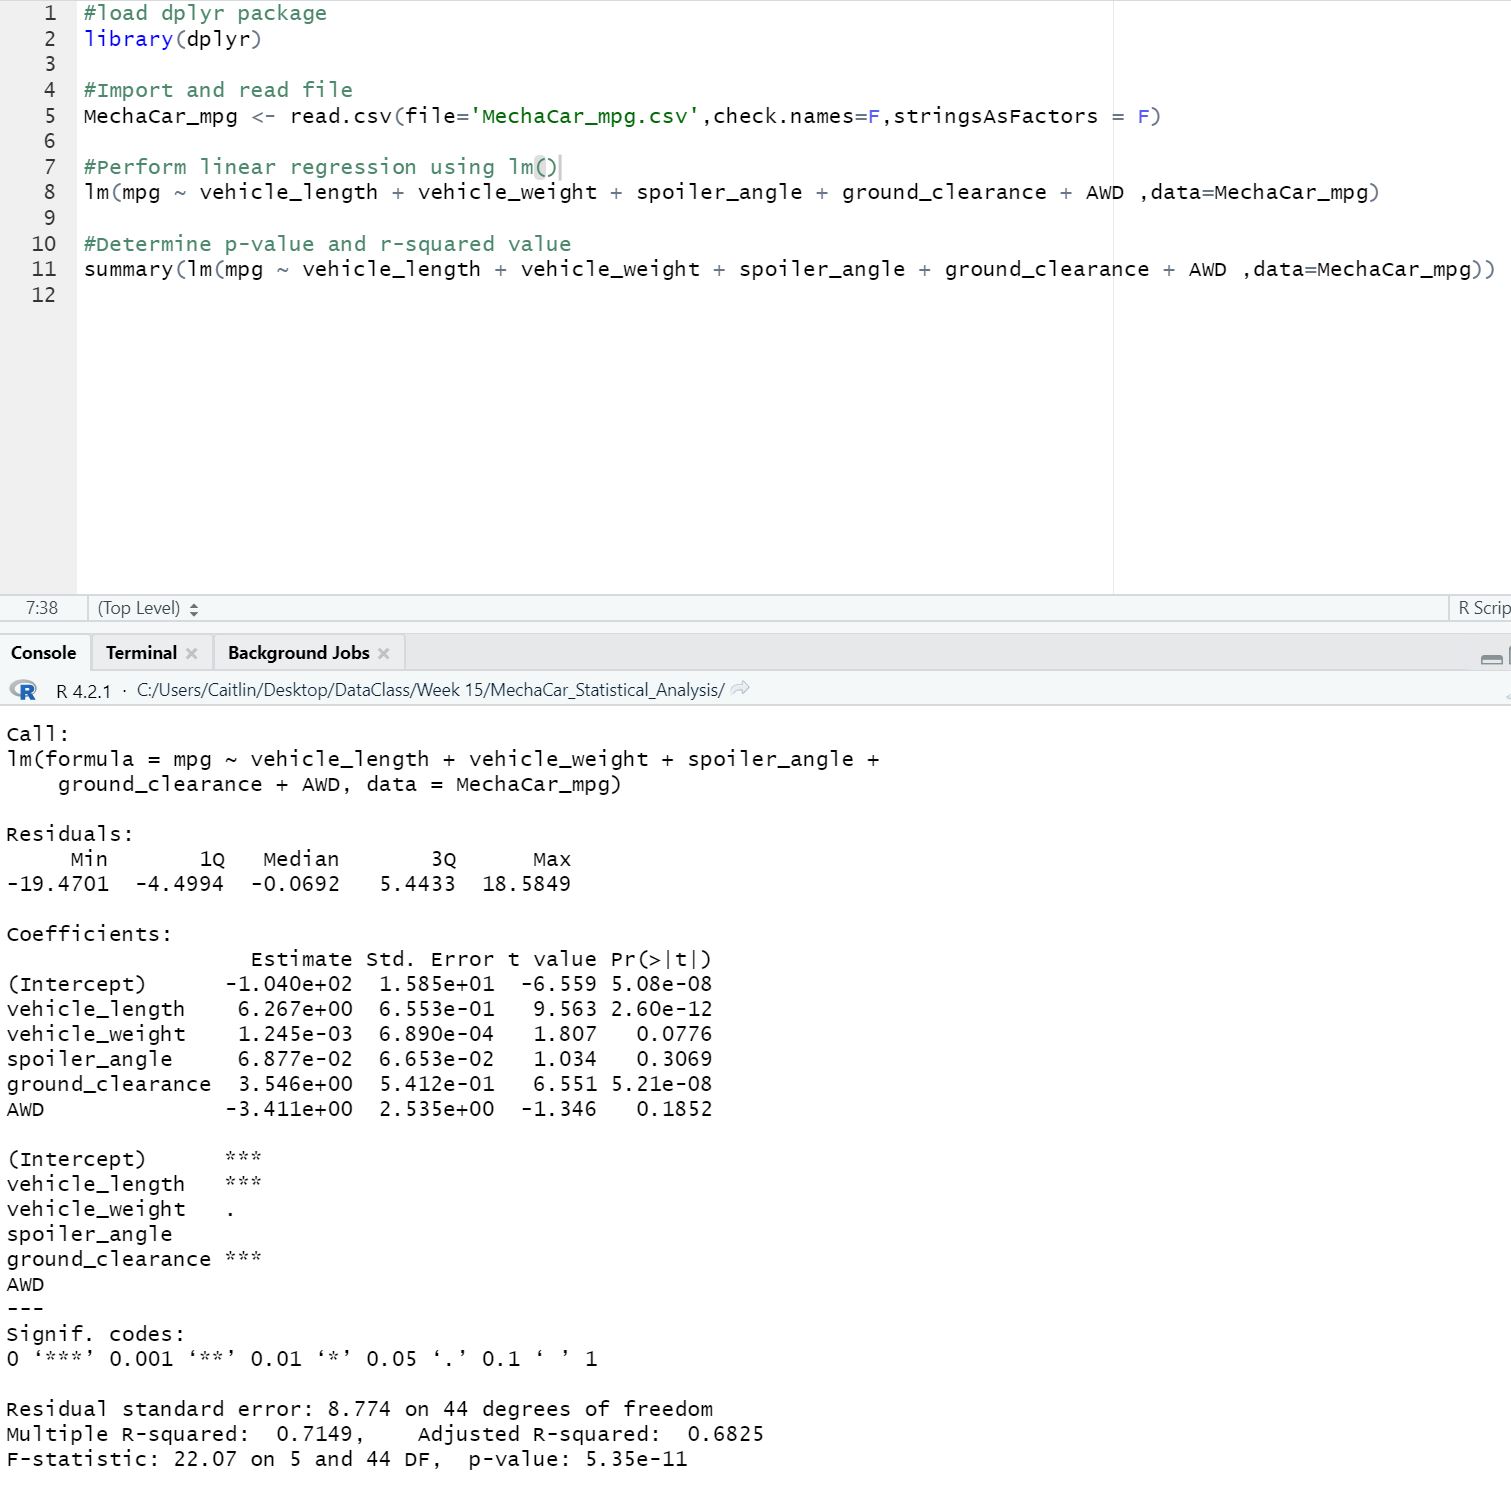 1 #load dplyr package
2 library(dplyr)
3
4 #Import and read file
5 MechaCar_mpg <- read.csv(file='MechaCar_mpg.csv',check.names=F,stringsAsFactors = F)
6
7 #Perform linear regression using lm()
8 lm(mpg ~ vehicle_length + vehicle_weight + spoiler_angle + ground_clearance + AWD ,data=MechaCar_mpg)
9
10 #Determine p-value and r-squared value
11 summary(lm(mpg ~ vehicle_length + vehicle_weight + spoiler_angle + ground_clearance + AWD ,data=MechaCar_mpg))
12
7:38 (Top Level) R Scrip
Console Terminal Background Jobs
R R 4.2.1 · C:/Users/Caitlin/Desktop/DataClass/Week 15/MechaCar_Statistical_Analysis/
Call:
lm(formula = mpg ~ vehicle_length + vehicle_weight + spoiler_angle +
    ground_clearance + AWD, data = MechaCar_mpg)
Residuals:
     Min       1Q   Median       3Q      Max
-19.4701  -4.4994  -0.0692   5.4433  18.5849
Coefficients:
                   Estimate Std. Error t value Pr(>|t|)
(Intercept)      -1.040e+02  1.585e+01  -6.559 5.08e-08
vehicle_length    6.267e+00  6.553e-01   9.563 2.60e-12
vehicle_weight    1.245e-03  6.890e-04   1.807   0.0776
spoiler_angle     6.877e-02  6.653e-02   1.034   0.3069
ground_clearance  3.546e+00  5.412e-01   6.551 5.21e-08
AWD              -3.411e+00  2.535e+00  -1.346   0.1852
(Intercept)      ***
vehicle_length   ***
vehicle_weight   .
spoiler_angle
ground_clearance ***
AWD
---
Signif. codes:
0 ‘***’ 0.001 ‘**’ 0.01 ‘*’ 0.05 ‘.’ 0.1 ‘ ’ 1
Residual standard error: 8.774 on 44 degrees of freedom
Multiple R-squared:  0.7149,    Adjusted R-squared:  0.6825
F-statistic: 22.07 on 5 and 44 DF,  p-value: 5.35e-11